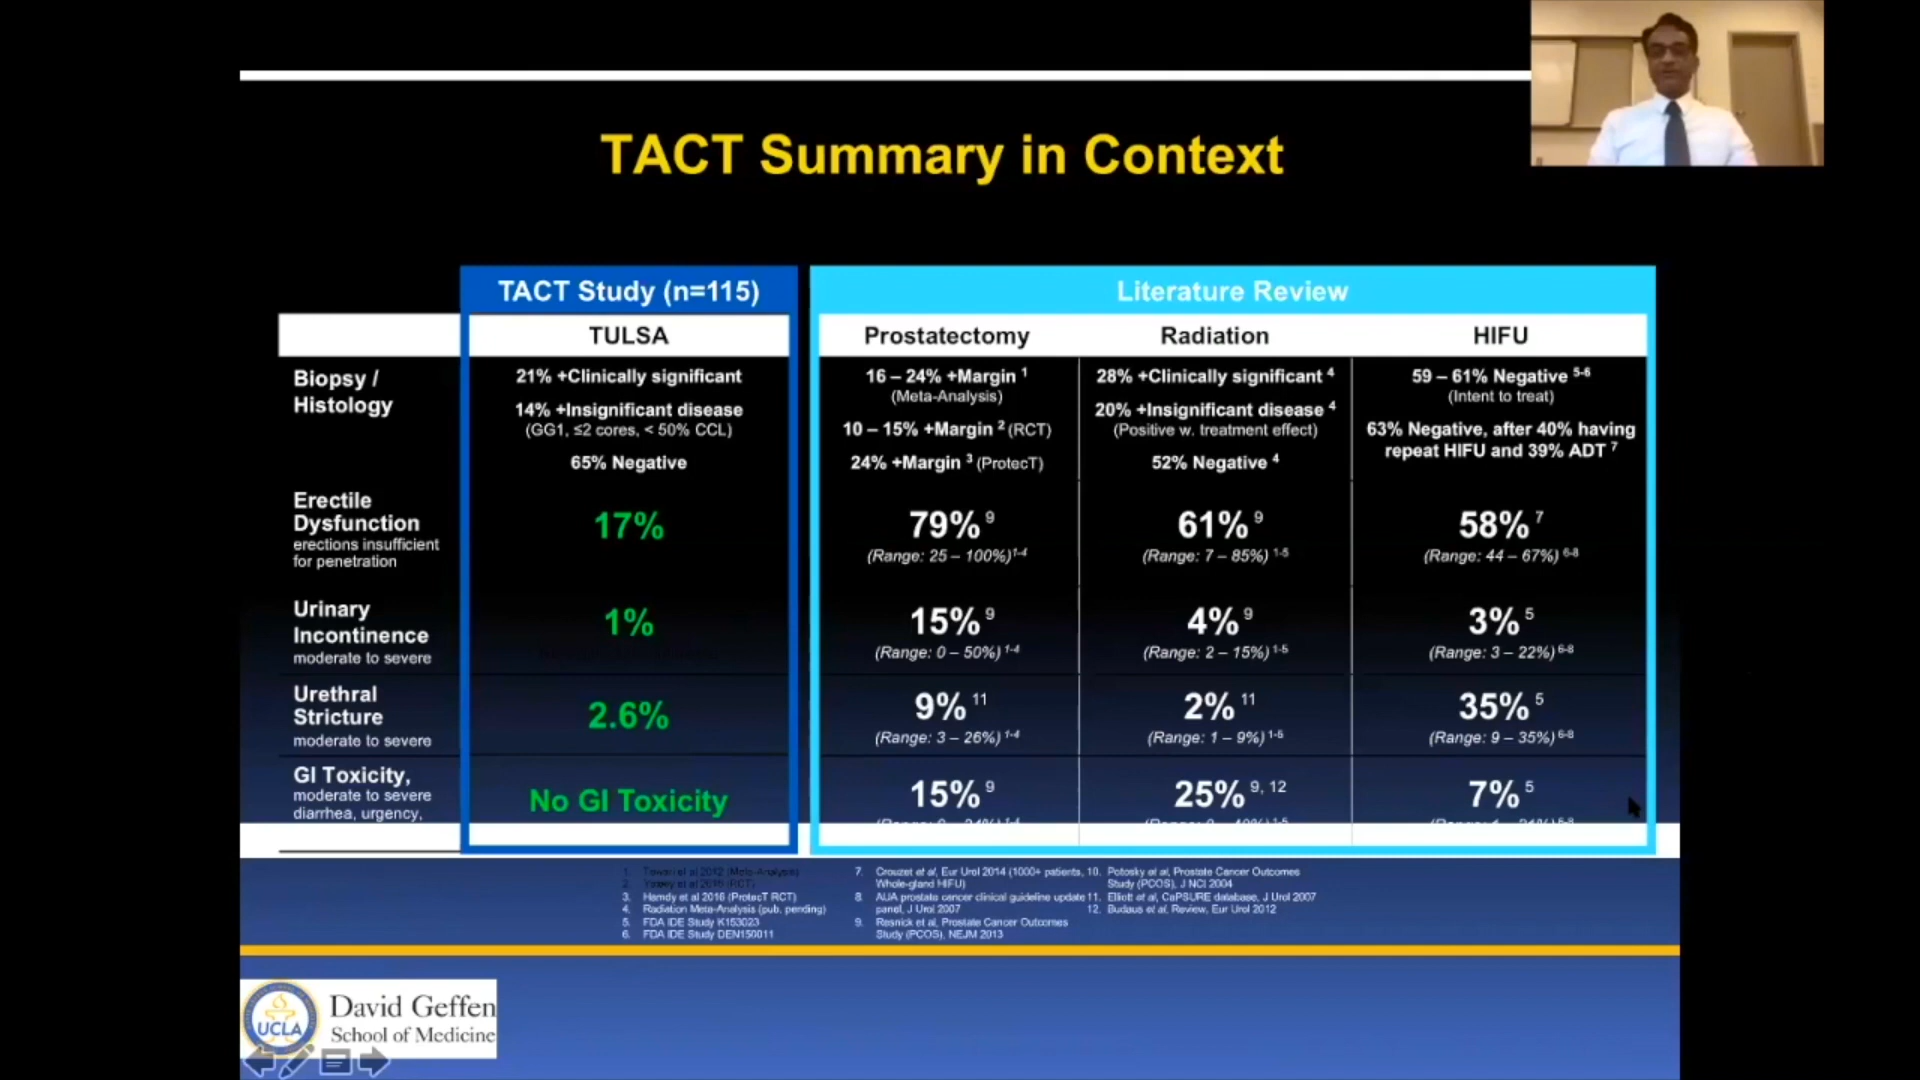 TACT Summary in Context
TACT Study (n=115)
Literature Review
TULSA
Prostatectomy
Radiation
HIFU
Biopsy /
Histology
21% +Clinically significant
14% +Insignificant disease
(GG1, ≤2 cores, < 50% CCL)
65% Negative
16 – 24% +Margin 1
(Meta-Analysis)
10 – 15% +Margin 2 (RCT)
24% +Margin 3 (ProtecT)
28% +Clinically significant 4
20% +Insignificant disease 4
(Positive w. treatment effect)
52% Negative 4
59 – 61% Negative 5-6
(Intent to treat)
63% Negative, after 40% having
repeat HIFU and 39% ADT 7
Erectile
Dysfunction
erections insufficient
for penetration
17%
79% 9
(Range: 25 – 100%) 1-4
61% 9
(Range: 7 – 85%) 1-5
58% 7
(Range: 44 – 67%) 6-8
Urinary
Incontinence
moderate to severe
1%
15% 9
(Range: 0 – 50%) 1-4
4% 9
(Range: 2 – 15%) 1-5
3% 5
(Range: 3 – 22%) 6-8
Urethral
Stricture
moderate to severe
2.6%
9% 11
(Range: 3 – 26%) 1-4
2% 11
(Range: 1 – 9%) 1-5
35% 5
(Range: 9 – 35%) 6-8
GI Toxicity,
moderate to severe
diarrhea, urgency,
No GI Toxicity
15% 9
25% 9, 12
7% 5
1. Tewari et al 2012 (Meta-Analysis)
2. Yaxley et al 2016 (RCT)
3. Hamdy et al 2016 (ProtecT RCT)
4. Radiation Meta-Analysis (pub. pending)
5. FDA IDE Study K153023
6. FDA IDE Study DEN150011
7. Crouzet et al, Eur Urol 2014 (1000+ patients,
Whole-gland HIFU)
8. AUA prostate cancer clinical guideline update
panel, J Urol 2007
9. Resnick et al, Prostate Cancer Outcomes
Study (PCOS), NEJM 2013
10. Potosky et al, Prostate Cancer Outcomes
Study (PCOS), J NCI 2004
11. Elliott et al, CaPSURE database, J Urol 2007
12. Budaus et al. Review, Eur Urol 2012
UCLA
David Geffen
School of Medicine